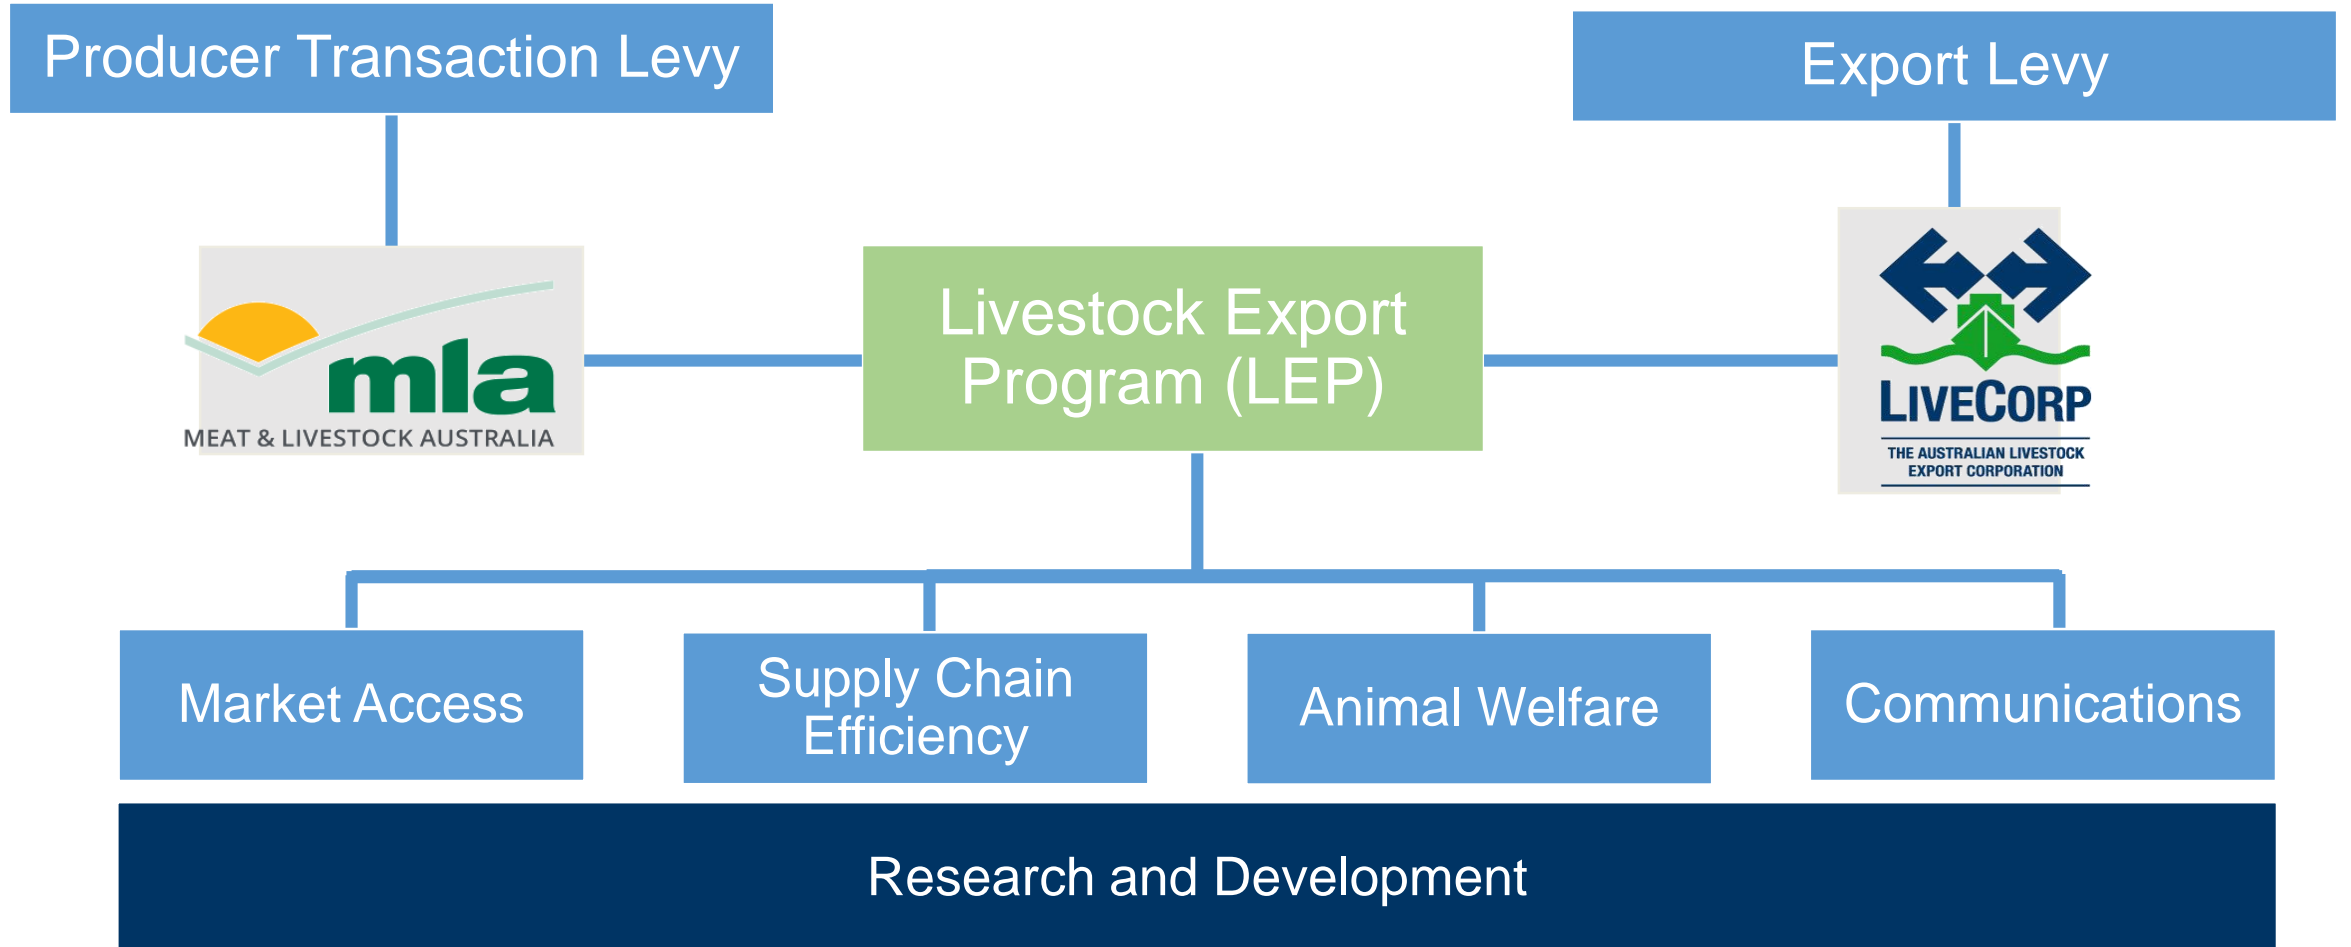 Producer Transaction Levy
Export Levy
mla
MEAT & LIVESTOCK AUSTRALIA
Livestock Export
Program (LEP)
LIVECORP
THE AUSTRALIAN LIVESTOCK
EXPORT CORPORATION
Market Access
Supply Chain
Efficiency
Animal Welfare
Communications
Research and Development